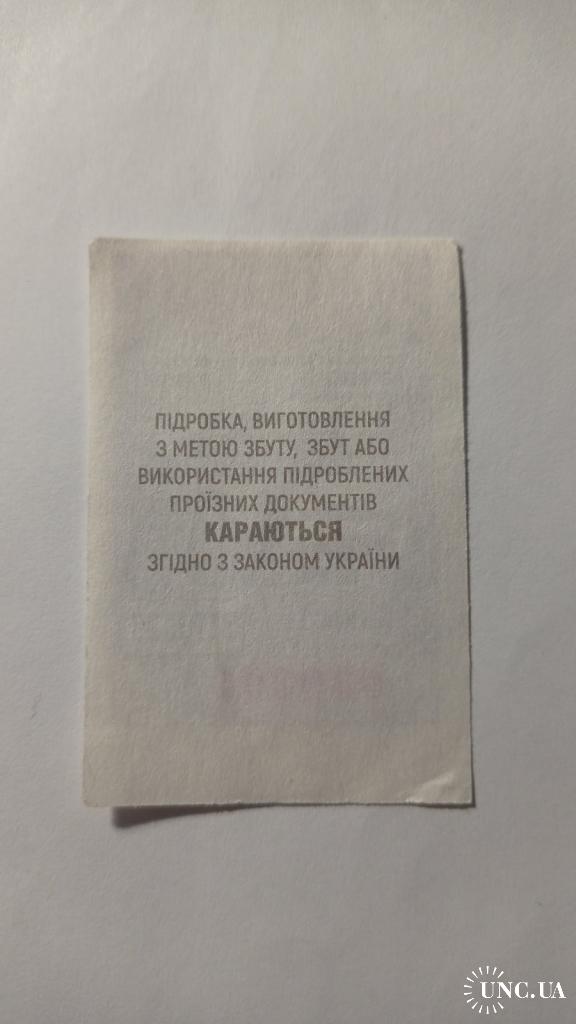 ПІДРОБКА, ВИГОТОВЛЕННЯ
З МЕТОЮ ЗБУТУ, ЗБУТ АБО
ВИКОРИСТАННЯ ПІДРОБЛЕНИХ
ПРОЇЗНИХ ДОКУМЕНТІВ
КАРАЮТЬСЯ
ЗГІДНО З ЗАКОНОМ УКРАЇНИ
UNC.UA